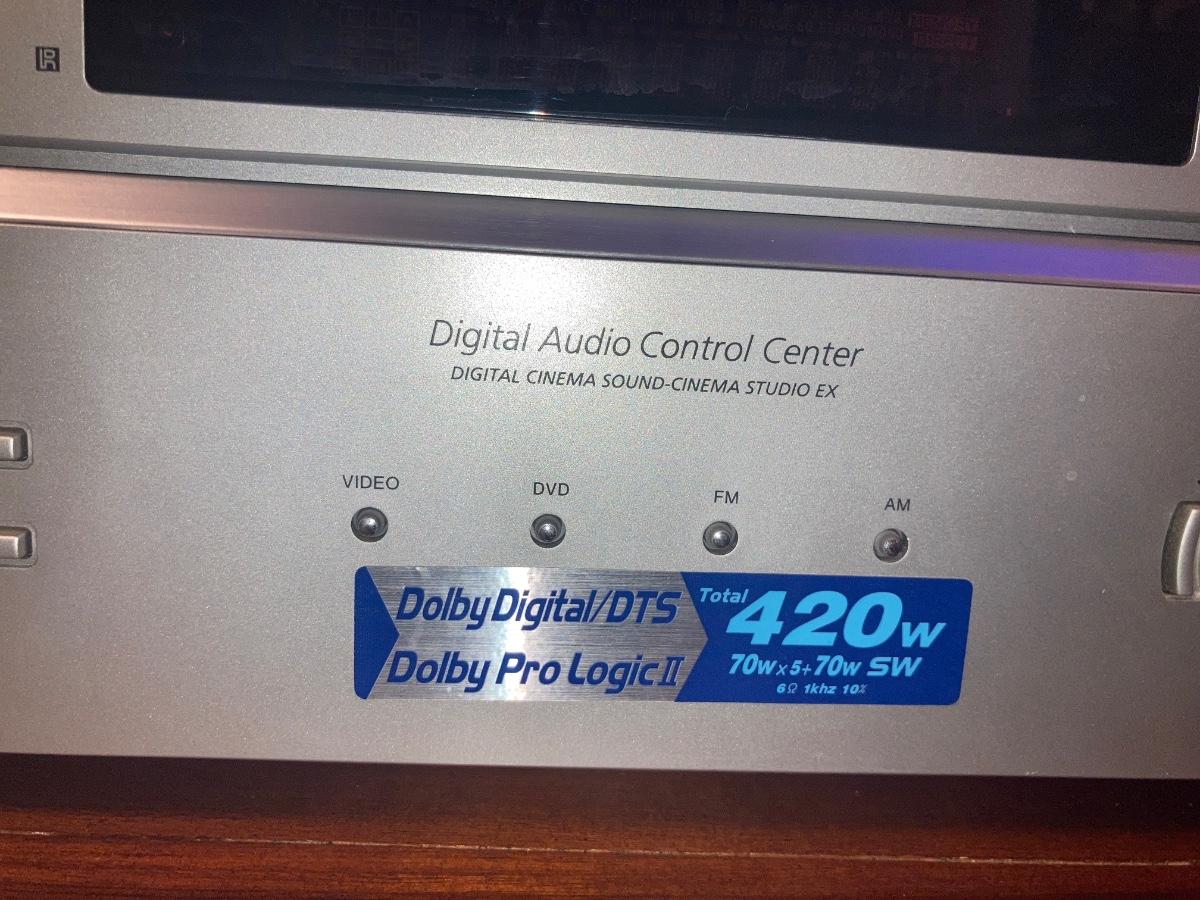 Digital Audio Control Center
DIGITAL CINEMA SOUND-CINEMA STUDIO EX
VIDEO DVD FM AM
Dolby Digital/DTS
Dolby Pro Logic II
Total 420W
70W x 5 + 70W SW
6Ω 1khz 10%